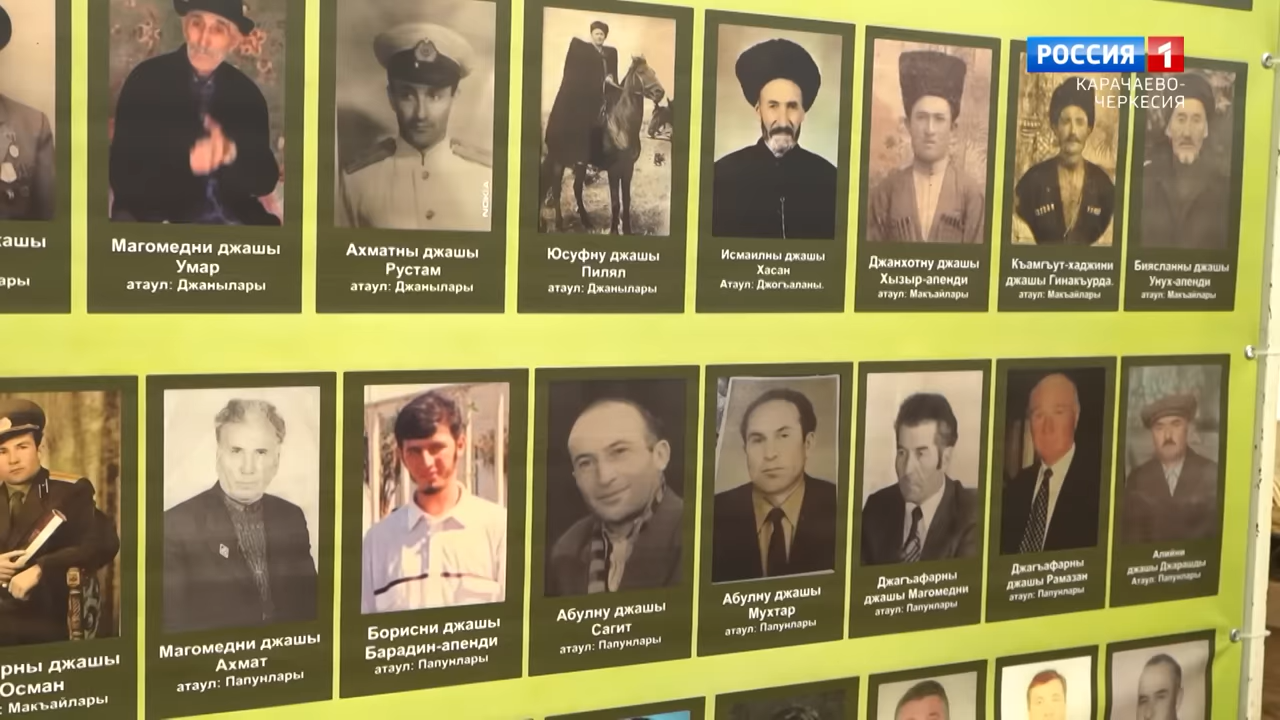 РОССИЯ 1
КАРАЧАЕВО-
ЧЕРКЕСИЯ
NOKIA
Магомедни джашы
Умар
атаул: Джанылары
Ахматны джашы
Рустам
атаул: Джанылары
Юсуфну джашы
Пилял
атаул: Джанылары
Исмаилны джашы
Хасан
Атаул: Джогъаланы.
Джанхотну джашы
Хызыр-апенди
атаул: Макъайлары
Къамгъут-хаджини
джашы Гинакъурда.
атаул: Макъайлары
Биясланны джашы
Унух-апенди
атаул: Макъайлары
джашы
Осман
Макъайлары
Магомедни джашы
Ахмат
атаул: Папунлары
Борисни джашы
Барадин-апенди
атаул: Папунлары
Абулну джашы
Сагит
атаул: Папунлары
Абулну джашы
Мухтар
атаул: Папунлары
Джагъафарны
джашы Магомедни
атаул: Папунлары
Джагъафарны
джашы Рамазан
атаул: Папунлары
Алийни
джашы Джарашды
Атаул: Папунлары